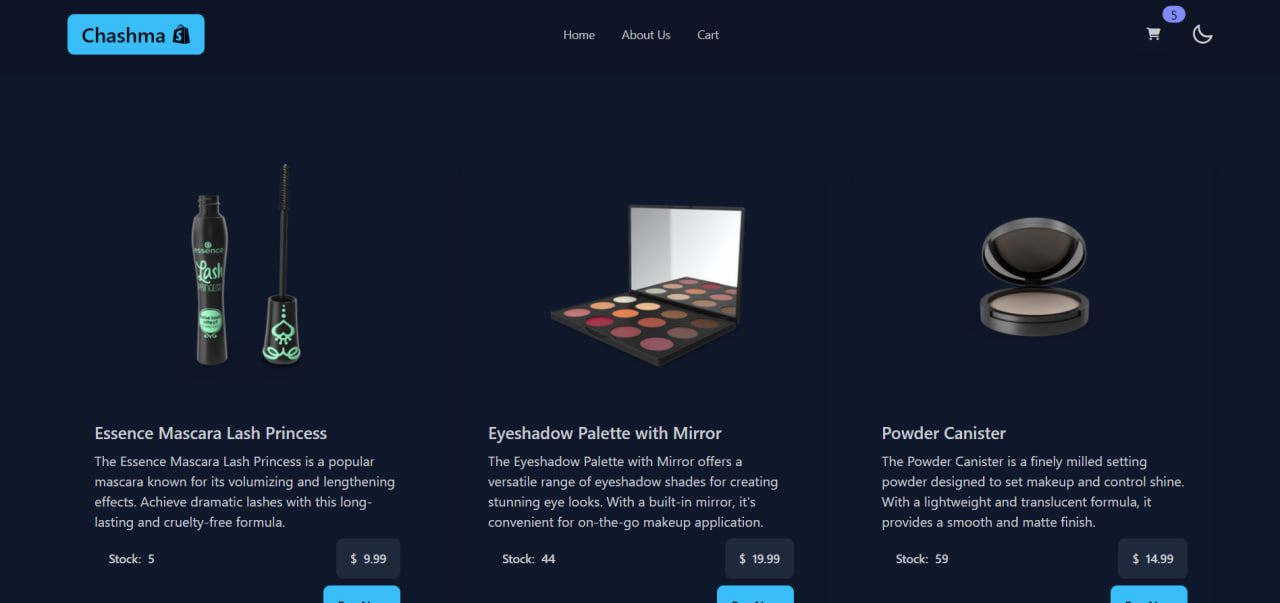 Chashma
Home
About Us
Cart
5
essence
Lash
PRINCESS
Essence Mascara Lash Princess
The Essence Mascara Lash Princess is a popular
mascara known for its volumizing and lengthening
effects. Achieve dramatic lashes with this long-
lasting and cruelty-free formula.
Stock: 5
$ 9.99
Eyeshadow Palette with Mirror
The Eyeshadow Palette with Mirror offers a
versatile range of eyeshadow shades for creating
stunning eye looks. With a built-in mirror, it's
convenient for on-the-go makeup application.
Stock: 44
$ 19.99
Powder Canister
The Powder Canister is a finely milled setting
powder designed to set makeup and control shine.
With a lightweight and translucent formula, it
provides a smooth and matte finish.
Stock: 59
$ 14.99